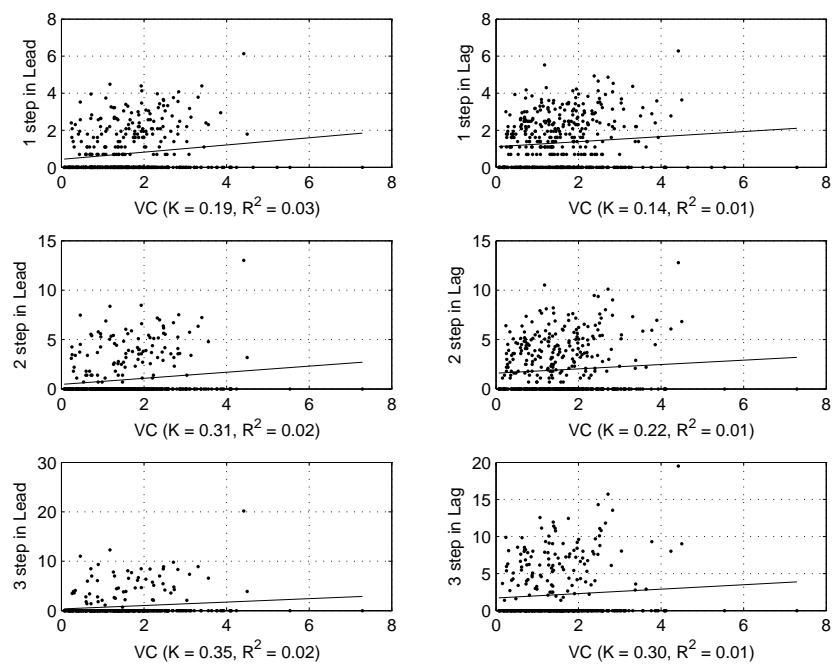 8
6
4
2
0
0 2 4 6 8
1 step in Lead
VC (K = 0.19, R² = 0.03)
8
6
4
2
0
0 2 4 6 8
1 step in Lag
VC (K = 0.14, R² = 0.01)
15
10
5
0
0 2 4 6 8
2 step in Lead
VC (K = 0.31, R² = 0.02)
15
10
5
0
0 2 4 6 8
2 step in Lag
VC (K = 0.22, R² = 0.01)
30
20
10
0
0 2 4 6 8
3 step in Lead
VC (K = 0.35, R² = 0.02)
20
15
10
5
0
0 2 4 6 8
3 step in Lag
VC (K = 0.30, R² = 0.01)